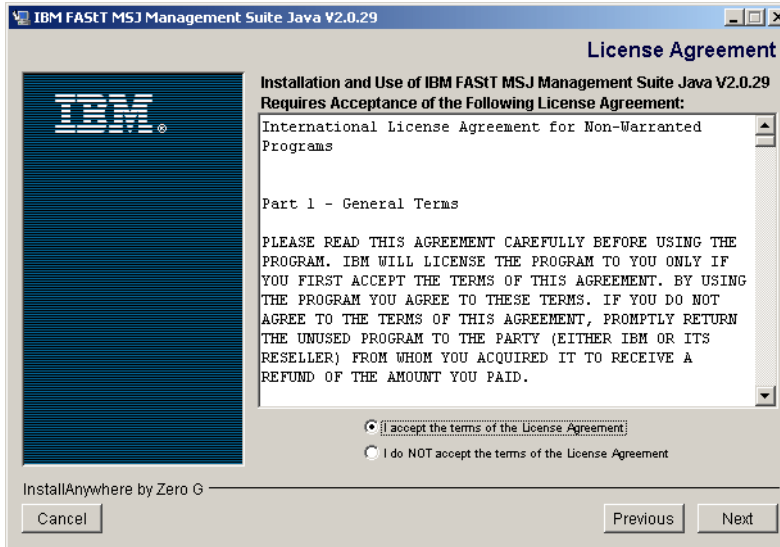 IBM FAStT MSJ Management Suite Java V2.0.29
License Agreement
IBM®
Installation and Use of IBM FAStT MSJ Management Suite Java V2.0.29
Requires Acceptance of the Following License Agreement:
International License Agreement for Non-Warranted
Programs
Part 1 - General Terms
PLEASE READ THIS AGREEMENT CAREFULLY BEFORE USING THE
PROGRAM. IBM WILL LICENSE THE PROGRAM TO YOU ONLY IF
YOU FIRST ACCEPT THE TERMS OF THIS AGREEMENT. BY USING
THE PROGRAM YOU AGREE TO THESE TERMS. IF YOU DO NOT
AGREE TO THE TERMS OF THIS AGREEMENT, PROMPTLY RETURN
THE UNUSED PROGRAM TO THE PARTY (EITHER IBM OR ITS
RESELLER) FROM WHOM YOU ACQUIRED IT TO RECEIVE A
REFUND OF THE AMOUNT YOU PAID.
I accept the terms of the License Agreement
I do NOT accept the terms of the License Agreement
InstallAnywhere by Zero G
Cancel
Previous
Next